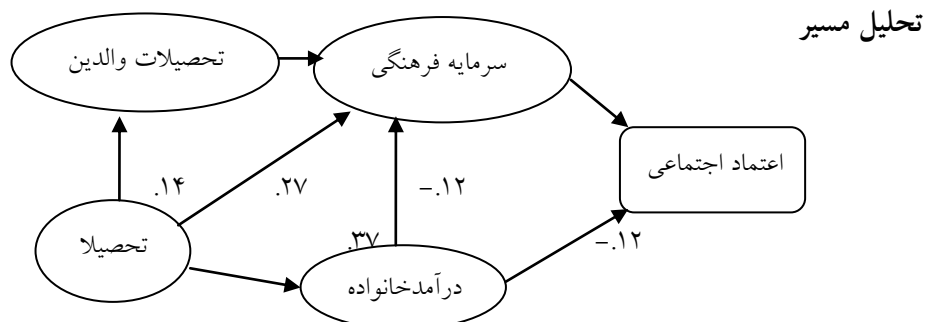 تحلیل مسیر
تحصیلات والدین
سرمایه فرهنگی
اعتماد اجتماعی
.۱۴
.۲۷
-.۱۲
تحصیلا
.۳۷
-.۱۲
درآمدخانواده